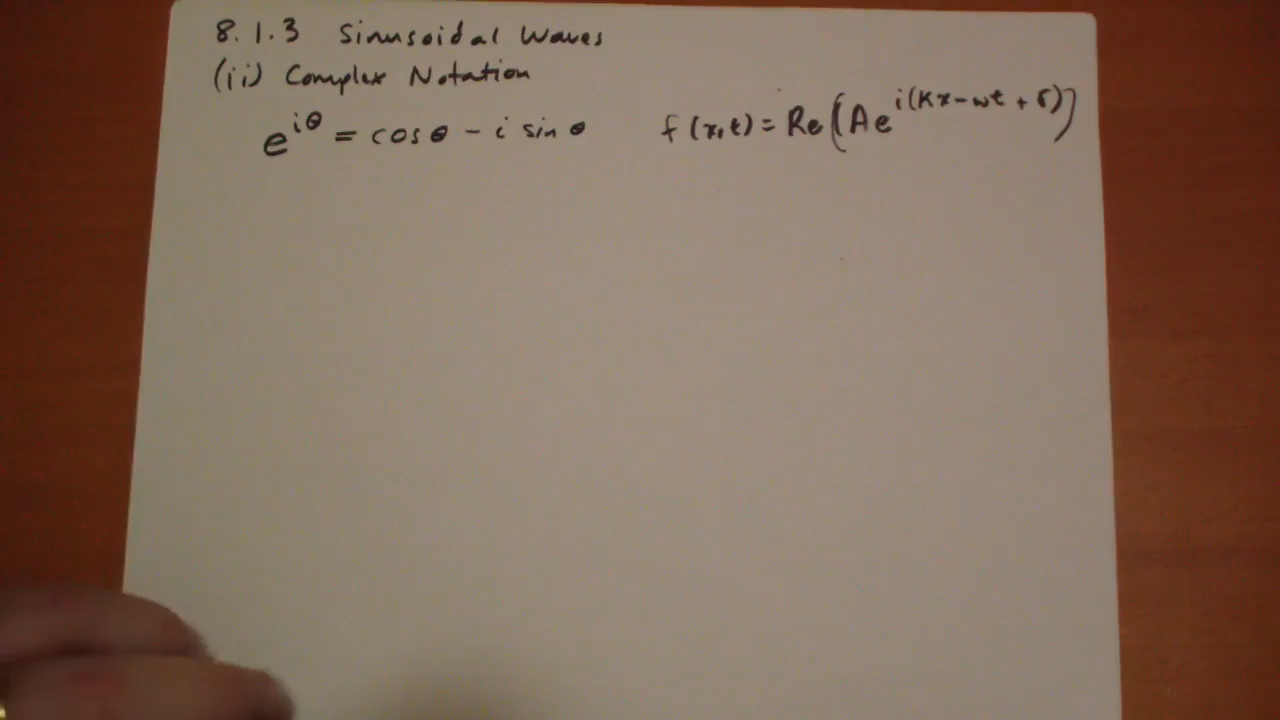 8.1.3 Sinusoidal Waves
(ii) Complex Notation
e^{iθ} = cos θ - i sin θ f(x,t) = Re(Ae^{i(kx-ωt+δ)})